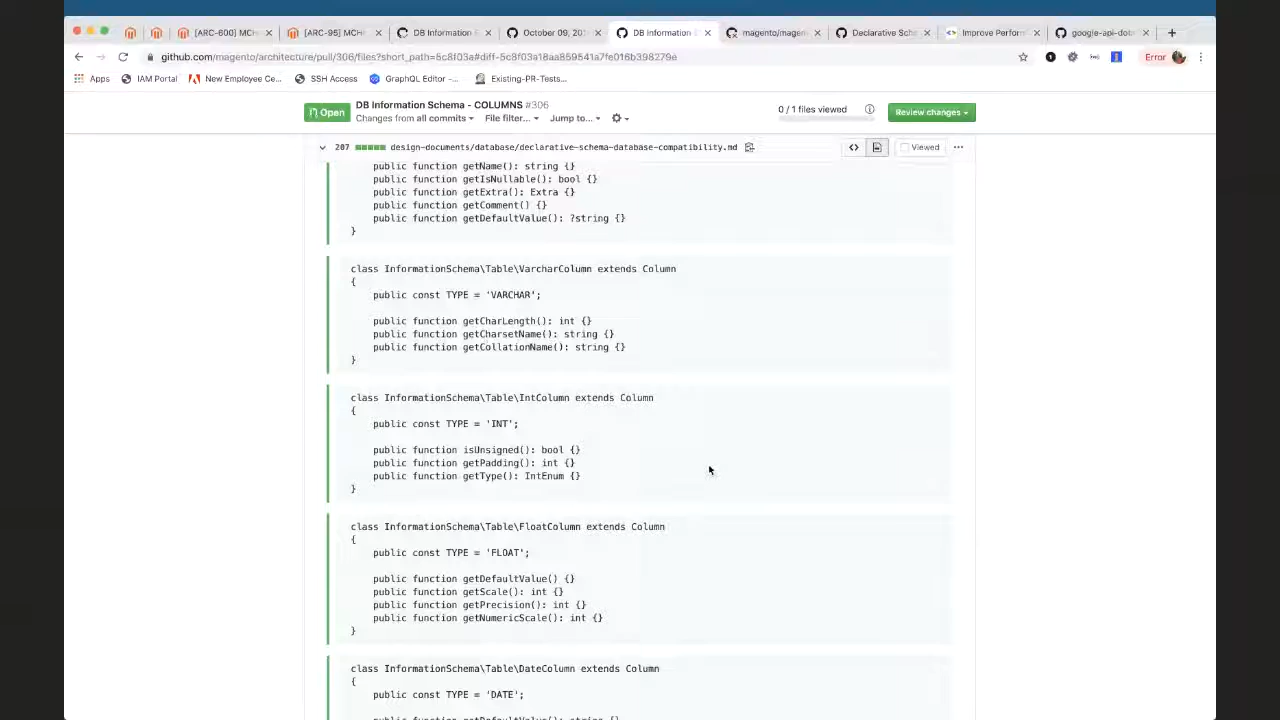 [ARC-600] MCH
[ARC-95] MCH
DB Information
October 09, 201
DB Information
magento/magen
Declarative Sche
Improve Perform
google-api-dotn
github.com/magento/architecture/pull/306/files?short_path=5c8f03a#diff-5c8f03a18aa859541a7fe016b398279e
Error
Apps
IAM Portal
New Employee Ce...
SSH Access
GraphQL Editor -...
Existing-PR-Tests...
Open
DB Information Schema - COLUMNS #306
Changes from all commits
File filter...
Jump to...
0 / 1 files viewed
Review changes
207
design-documents/database/declarative-schema-database-compatibility.md
Viewed
public function getName(): string {}
public function getIsNullable(): bool {}
public function getExtra(): Extra {}
public function getComment() {}
public function getDefaultValue(): ?string {}
}
class InformationSchema\Table\VarcharColumn extends Column
{
public const TYPE = 'VARCHAR';
public function getCharLength(): int {}
public function getCharsetName(): string {}
public function getCollationName(): string {}
}
class InformationSchema\Table\IntColumn extends Column
{
public const TYPE = 'INT';
public function isUnsigned(): bool {}
public function getPadding(): int {}
public function getType(): IntEnum {}
}
class InformationSchema\Table\FloatColumn extends Column
{
public const TYPE = 'FLOAT';
public function getDefaultValue() {}
public function getScale(): int {}
public function getPrecision(): int {}
public function getNumericScale(): int {}
}
class InformationSchema\Table\DateColumn extends Column
{
public const TYPE = 'DATE';